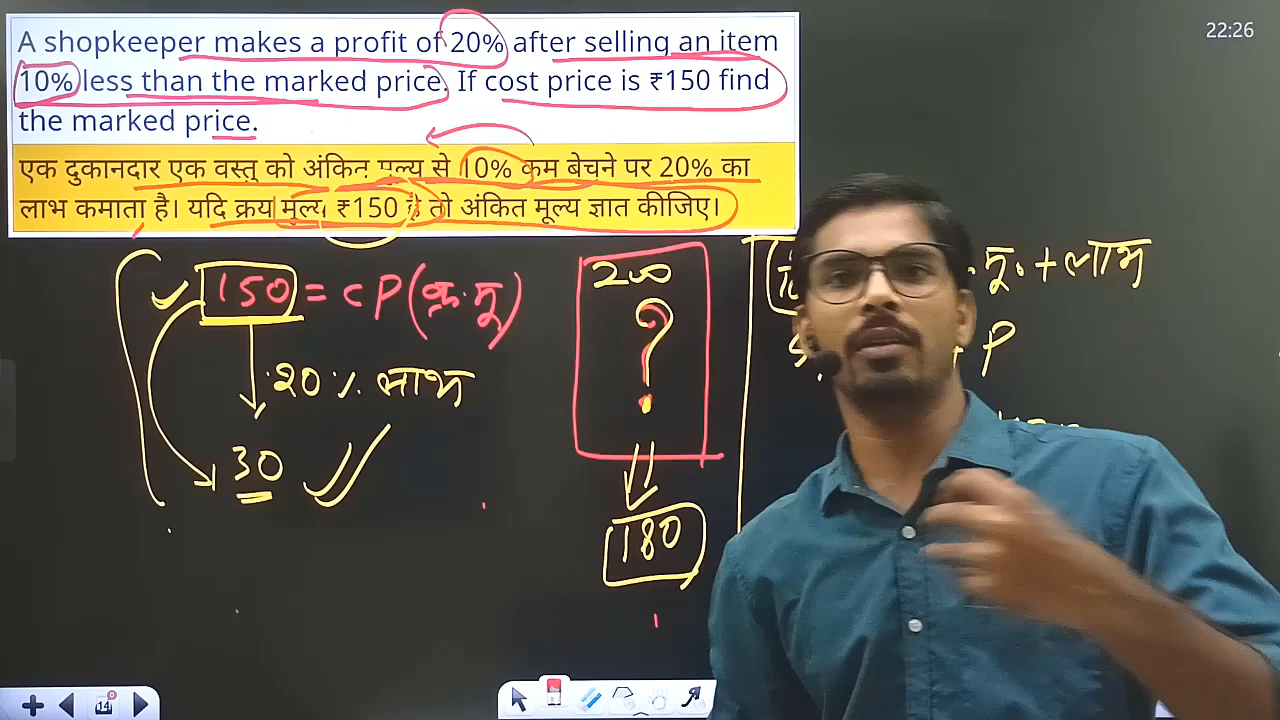 22:26
A shopkeeper makes a profit of 20% after selling an item
10% less than the marked price. If cost price is ₹150 find
the marked price.
एक दुकानदार एक वस्तु को अंकित मूल्य से 10% कम बेचने पर 20% का
लाभ कमाता है। यदि क्रय मूल्य ₹150 है तो अंकित मूल्य ज्ञात कीजिए।
150 = CP (क्र. मू)
20% लाभ
30
200
?
180
मू. + लाभ
P
14